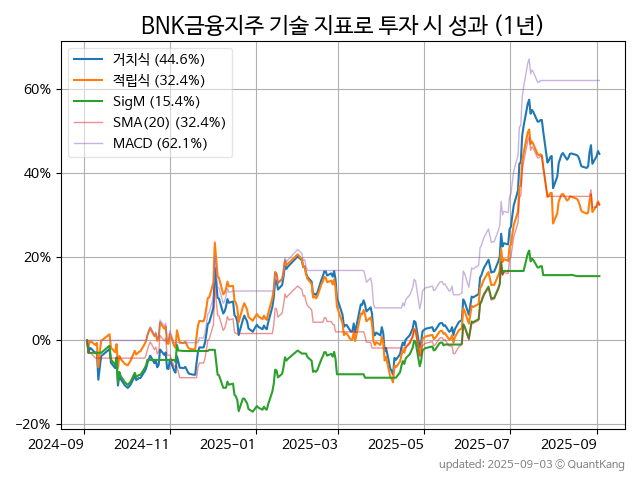 BNK금융지주 기술 지표로 투자 시 성과 (1년)
거치식 (44.6%)
적립식 (32.4%)
SigM (15.4%)
SMA(20) (32.4%)
MACD (62.1%)
60%
40%
20%
0%
−20%
2024-09 2024-11 2025-01 2025-03 2025-05 2025-07 2025-09
updated: 2025-09-03 © QuantKang